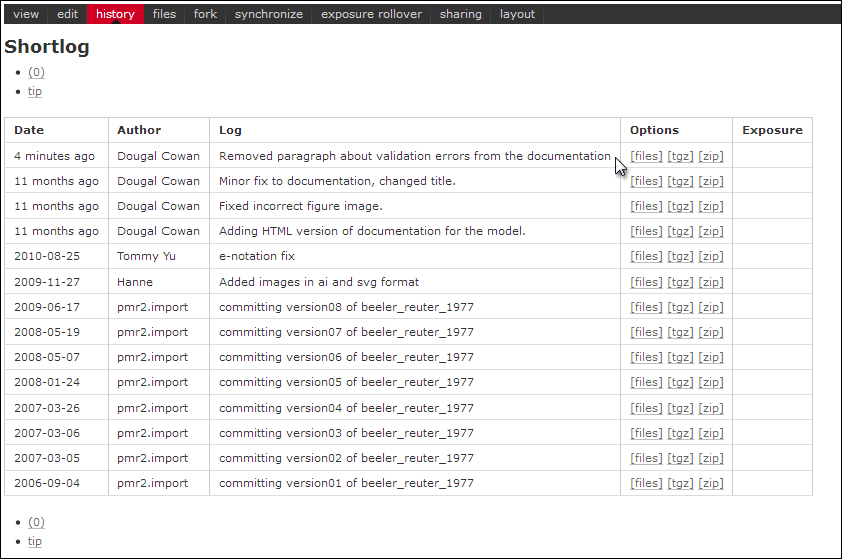 view edit history files fork synchronize exposure rollover sharing layout
Shortlog
(0)
tip
Date Author Log Options Exposure
4 minutes ago Dougal Cowan Removed paragraph about validation errors from the documentation [files] [tgz] [zip]
11 months ago Dougal Cowan Minor fix to documentation, changed title. [files] [tgz] [zip]
11 months ago Dougal Cowan Fixed incorrect figure image. [files] [tgz] [zip]
11 months ago Dougal Cowan Adding HTML version of documentation for the model. [files] [tgz] [zip]
2010-08-25 Tommy Yu e-notation fix [files] [tgz] [zip]
2009-11-27 Hanne Added images in ai and svg format [files] [tgz] [zip]
2009-06-17 pmr2.import committing version08 of beeler_reuter_1977 [files] [tgz] [zip]
2008-05-19 pmr2.import committing version07 of beeler_reuter_1977 [files] [tgz] [zip]
2008-05-07 pmr2.import committing version06 of beeler_reuter_1977 [files] [tgz] [zip]
2008-01-24 pmr2.import committing version05 of beeler_reuter_1977 [files] [tgz] [zip]
2007-03-26 pmr2.import committing version04 of beeler_reuter_1977 [files] [tgz] [zip]
2007-03-06 pmr2.import committing version03 of beeler_reuter_1977 [files] [tgz] [zip]
2007-03-05 pmr2.import committing version02 of beeler_reuter_1977 [files] [tgz] [zip]
2006-09-04 pmr2.import committing version01 of beeler_reuter_1977 [files] [tgz] [zip]
(0)
tip